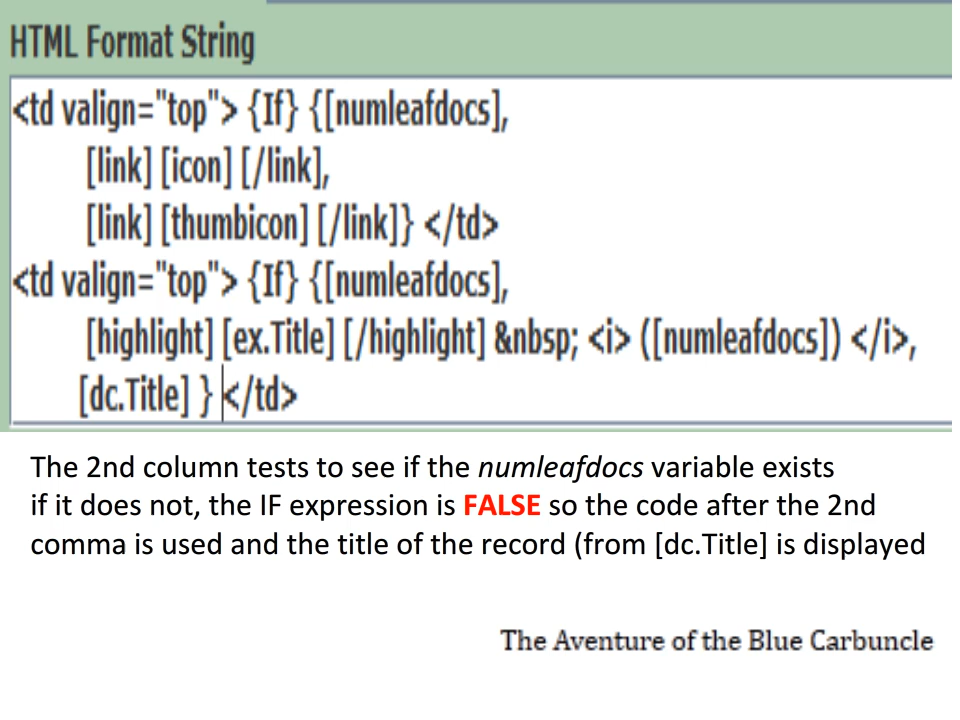 HTML Format String
<td valign="top"> {If} {[numleafdocs],
[link] [icon] [/link],
[link] [thumbicon] [/link]} </td>
<td valign="top"> {If} {[numleafdocs],
[highlight] [ex.Title] [/highlight] &nbsp; <i> ([numleafdocs]) </i>,
[dc.Title] } </td>
The 2nd column tests to see if the numleafdocs variable exists
if it does not, the IF expression is FALSE so the code after the 2nd
comma is used and the title of the record (from [dc.Title] is displayed
The Aventure of the Blue Carbuncle